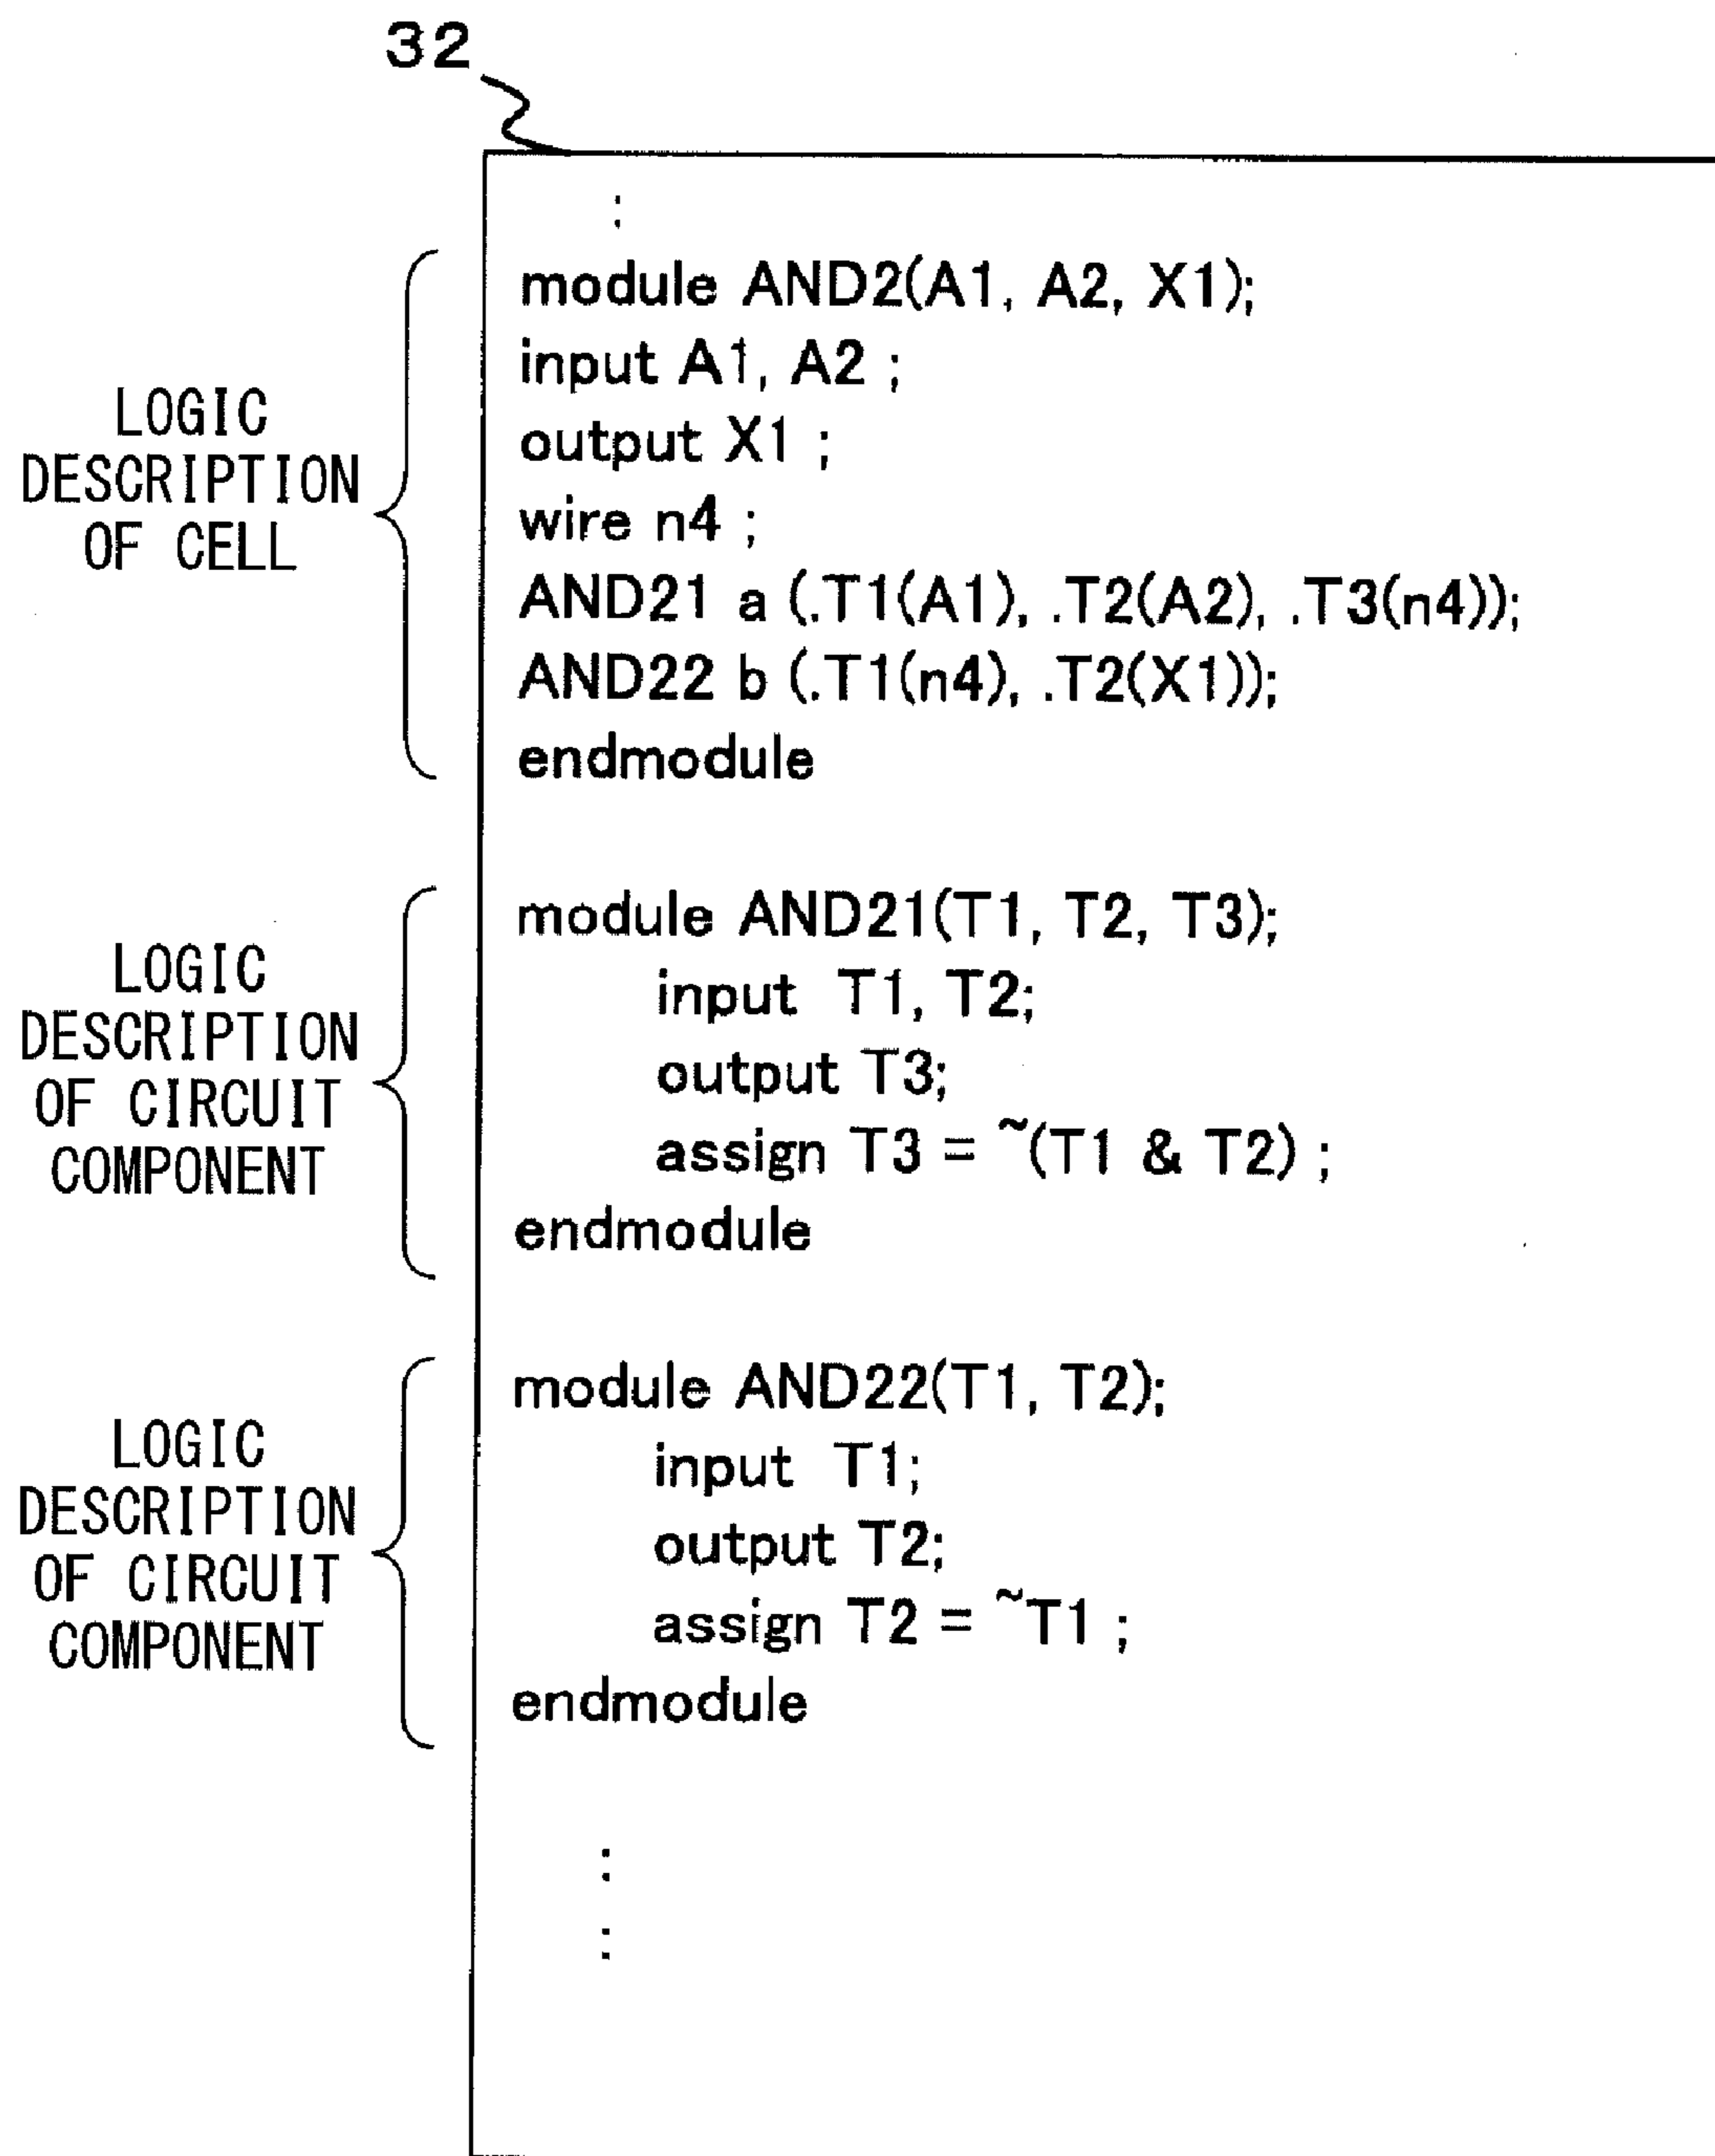 32
:
LOGIC
DESCRIPTION
OF CELL
module AND2(A1, A2, X1);
input A1, A2 ;
output X1 ;
wire n4 ;
AND21 a (.T1(A1), .T2(A2), .T3(n4));
AND22 b (.T1(n4), .T2(X1));
endmodule
LOGIC
DESCRIPTION
OF CIRCUIT
COMPONENT
module AND21(T1, T2, T3);
input T1, T2;
output T3;
assign T3 = ~(T1 & T2) ;
endmodule
LOGIC
DESCRIPTION
OF CIRCUIT
COMPONENT
module AND22(T1, T2);
input T1;
output T2;
assign T2 = ~T1 ;
endmodule
:
: